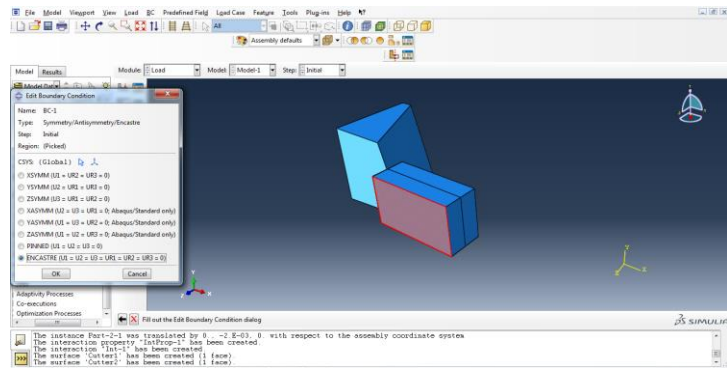 File Model Viewport View Load BC Predefined Field Load Case Feature Tools Plug-ins Help
All
Assembly defaults
Model Results Module: Load Model: Model-1 Step: Initial
Edit Boundary Condition
Name: BC-1
Type: Symmetry/Antisymmetry/Encastre
Step: Initial
Region: (Picked)
CSYS: (Global)
XSYMM (U1 = UR2 = UR3 = 0)
YSYMM (U2 = UR1 = UR3 = 0)
ZSYMM (U3 = UR1 = UR2 = 0)
XASYMM (U2 = U3 = UR1 = 0; Abaqus/Standard only)
YASYMM (U1 = U3 = UR2 = 0; Abaqus/Standard only)
ZASYMM (U1 = U2 = UR3 = 0; Abaqus/Standard only)
PINNED (U1 = U2 = U3 = 0)
ENCASTRE (U1 = U2 = U3 = UR1 = UR2 = UR3 = 0)
OK Cancel
Adaptivity Processes
Co-executions
Optimization Processes
Fill out the Edit Boundary Condition dialog
SIMULIA
The instance Part-2-1 was translated by 0., -2.E-03, 0. with respect to the assembly coordinate system
The interaction property "IntProp-1" has been created.
The interaction "Int-1" has been created.
The surface 'Cutter1' has been created (1 face).
The surface 'Cutter2' has been created (1 face).